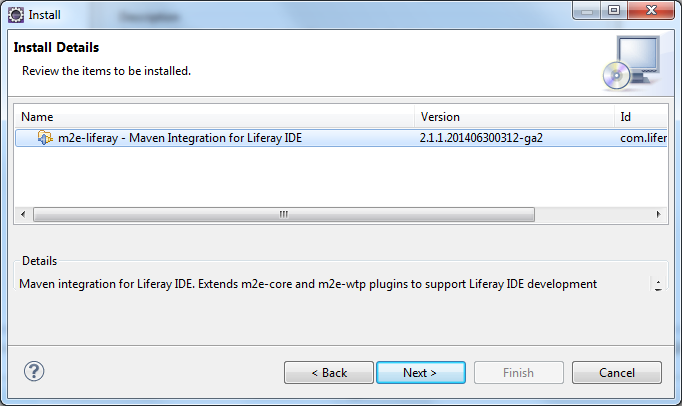 Install
Install Details
Review the items to be installed.
Name Version Id
m2e-liferay - Maven Integration for Liferay IDE 2.1.1.201406300312-ga2 com.lifer
Details
Maven integration for Liferay IDE. Extends m2e-core and m2e-wtp plugins to support Liferay IDE development
< Back Next > Finish Cancel